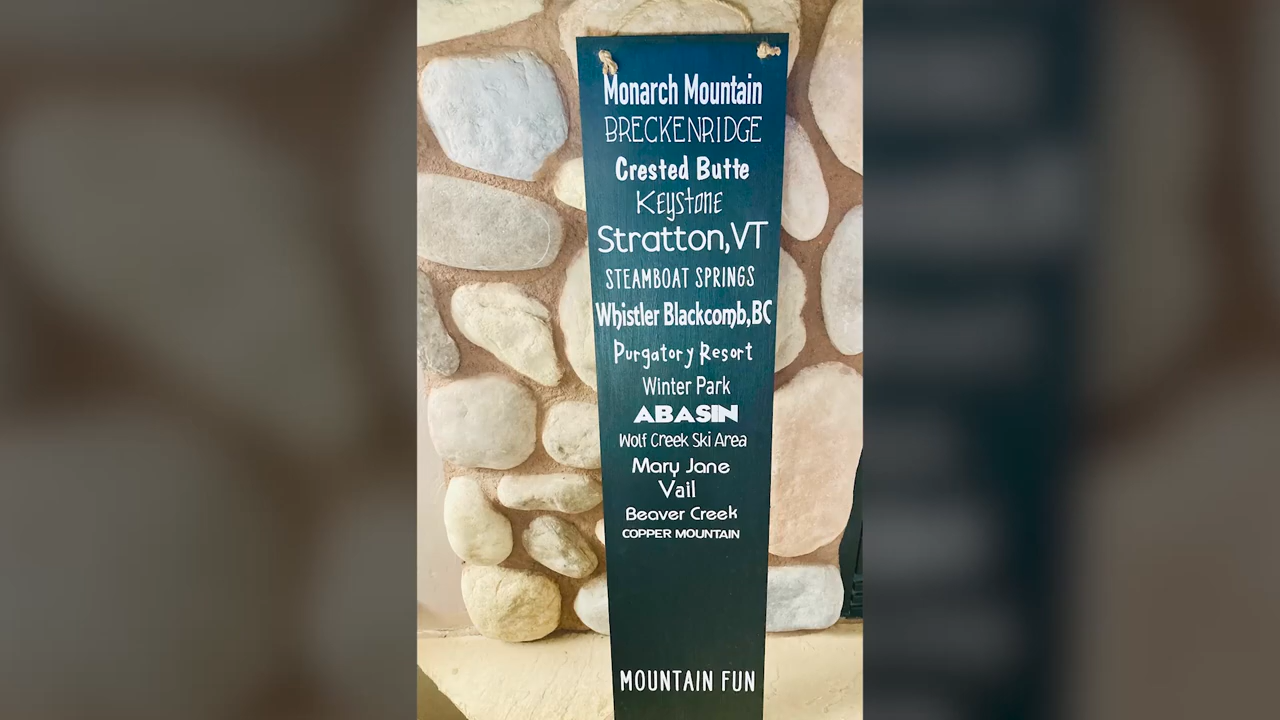 Monarch Mountain
BRECKENRIDGE
Crested Butte
Keystone
Stratton,VT
STEAMBOAT SPRINGS
Whistler Blackcomb,BC
Purgatory Resort
Winter Park
ABASIN
Wolf Creek Ski Area
Mary Jane
Vail
Beaver Creek
COPPER MOUNTAIN
MOUNTAIN FUN